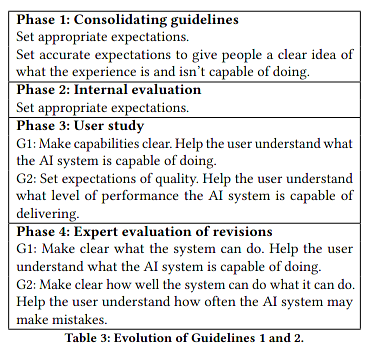 Phase 1: Consolidating guidelines
Set appropriate expectations.
Set accurate expectations to give people a clear idea of
what the experience is and isn't capable of doing.
Phase 2: Internal evaluation
Set appropriate expectations.
Phase 3: User study
G1: Make capabilities clear. Help the user understand what
the AI system is capable of doing.
G2: Set expectations of quality. Help the user understand
what level of performance the AI system is capable of
delivering.
Phase 4: Expert evaluation of revisions
G1: Make clear what the system can do. Help the user
understand what the AI system is capable of doing.
G2: Make clear how well the system can do what it can do.
Help the user understand how often the AI system may
make mistakes.
Table 3: Evolution of Guidelines 1 and 2.